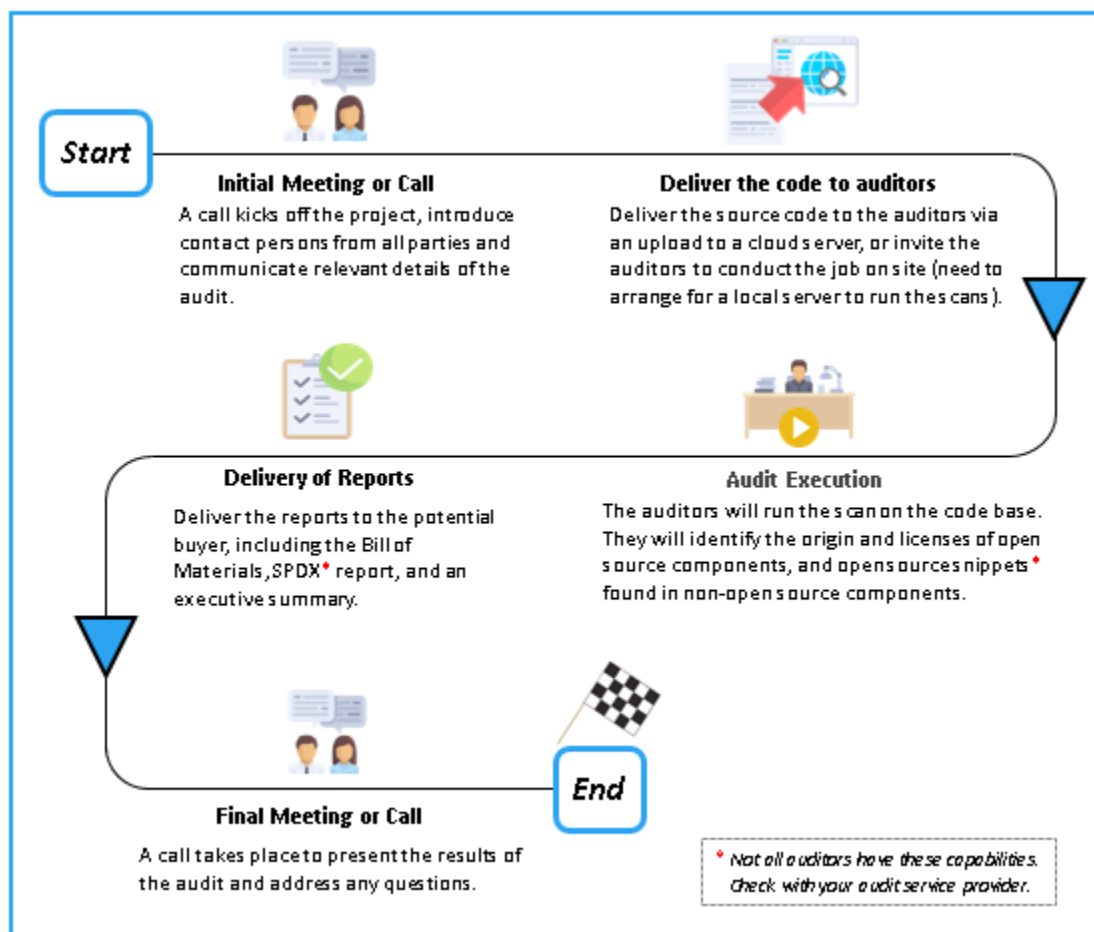 Start
Initial Meeting or Call
A call kicks off the project, introduce
contact persons from all parties and
communicate relevant details of the
audit.
Deliver the code to auditors
Deliver the source code to the auditors via
an upload to a cloud server, or invite the
auditors to conduct the job on site (need to
arrange for a local server to run the scans).
Audit Execution
The auditors will run the scan on the code base.
They will identify the origin and licenses of open
source components, and open source snippets*
found in non-open source components.
Delivery of Reports
Deliver the reports to the potential
buyer, including the Bill of
Materials, SPDX* report, and an
executive summary.
Final Meeting or Call
A call takes place to present the results of
the audit and address any questions.
End
* Not all auditors have these capabilities.
Check with your audit service provider.